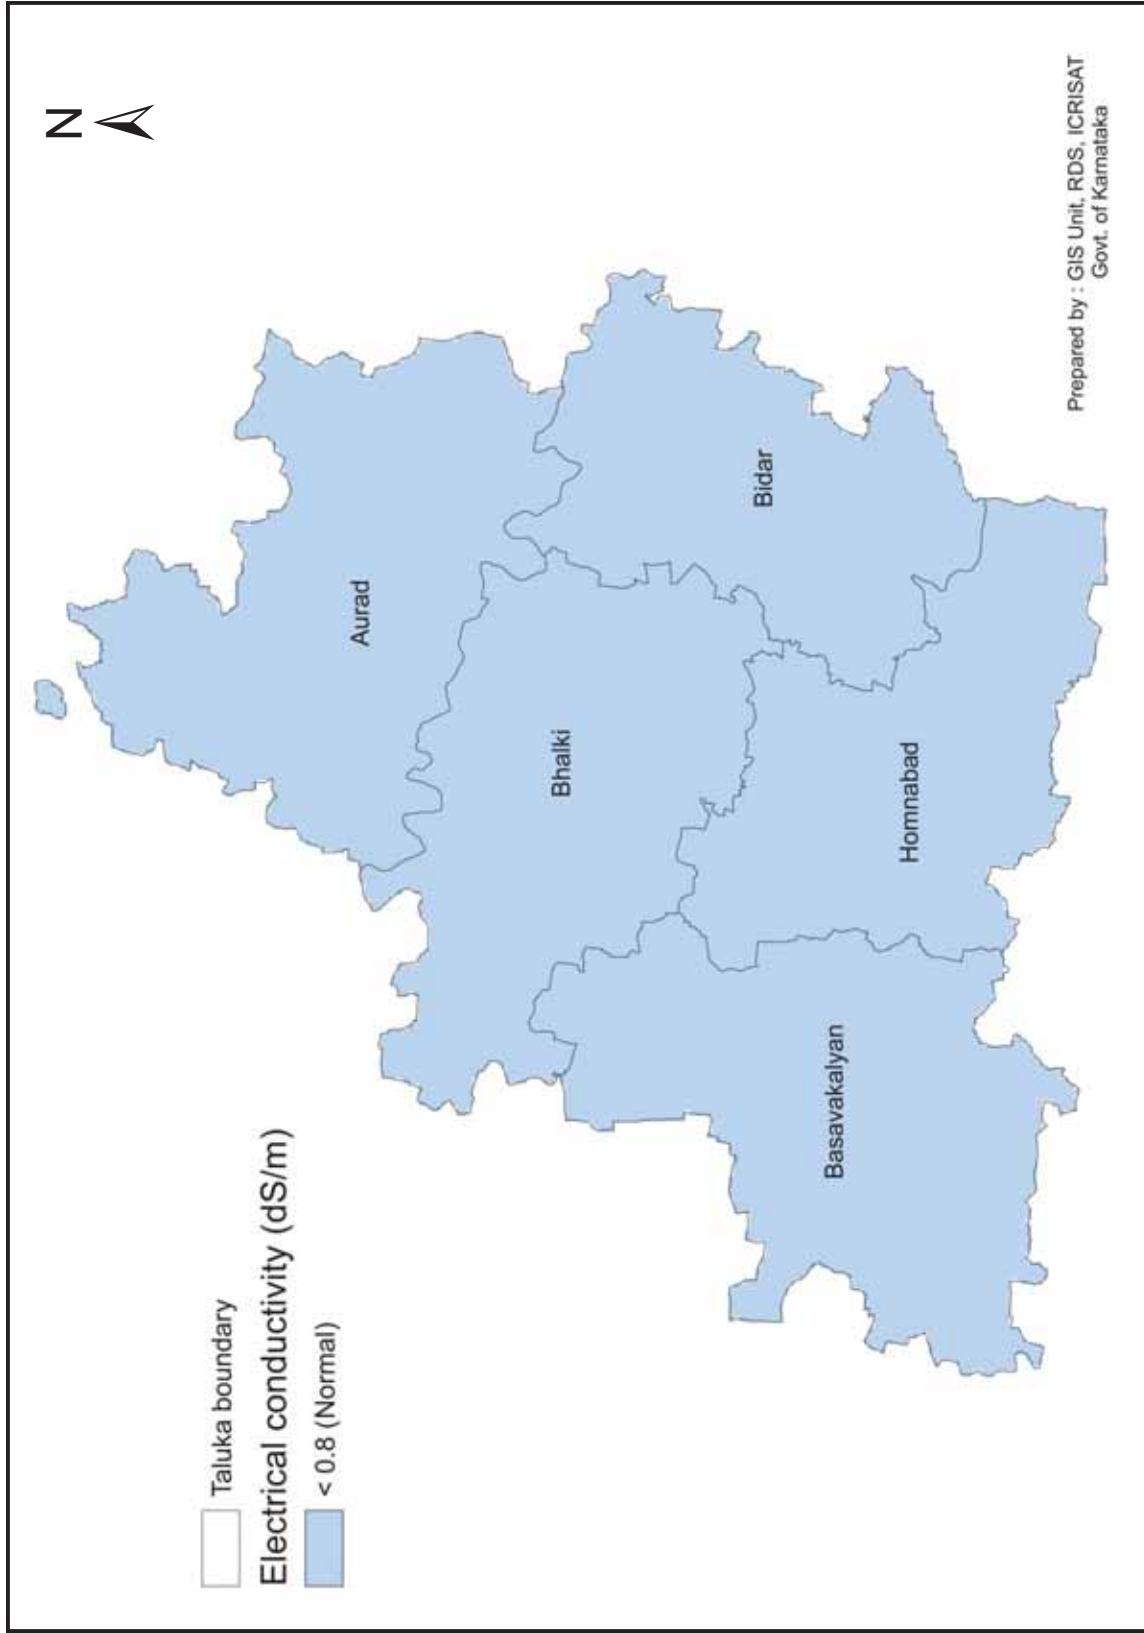 N
Taluka boundary
Electrical conductivity (dS/m)
< 0.8 (Normal)
Aurad
Bhalki
Bidar
Basavakalyan
Homnabad
Prepared by : GIS Unit, RDS, ICRISAT
Govt. of Karnataka